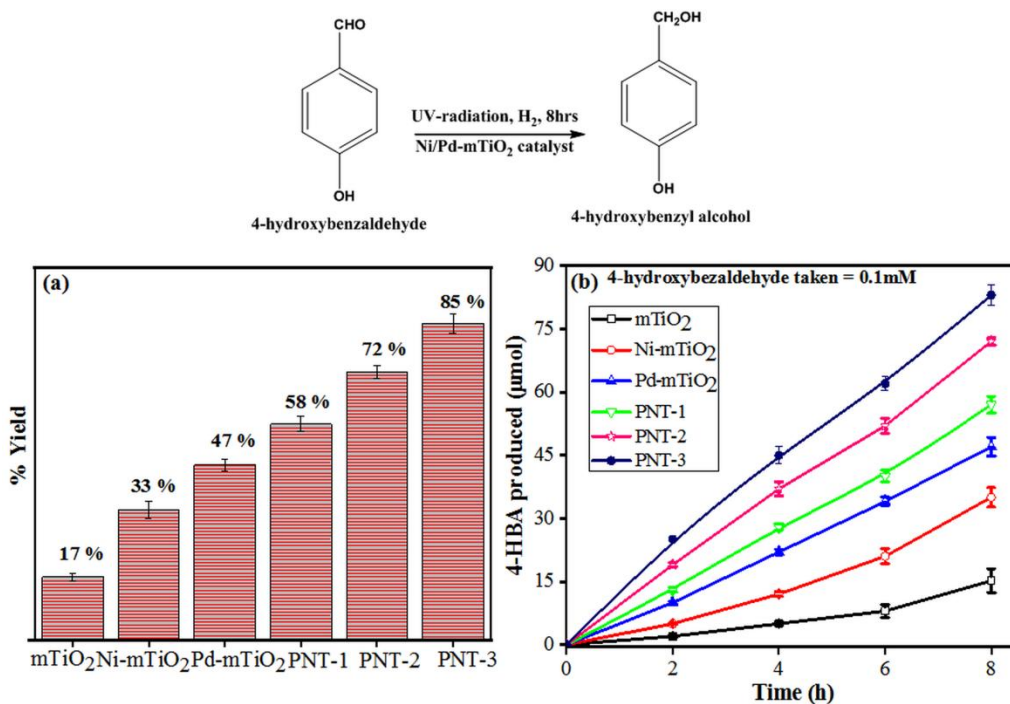 CHO
OH
4-hydroxybenzaldehyde
UV-radiation, H₂, 8hrs
Ni/Pd-mTiO₂ catalyst
CH₂OH
OH
4-hydroxybenzyl alcohol
(a)
% Yield
17 %
33 %
47 %
58 %
72 %
85 %
mTiO₂ Ni-mTiO₂ Pd-mTiO₂ PNT-1 PNT-2 PNT-3
(b) 4-hydroxybezaldehyde taken = 0.1mM
mTiO₂
Ni-mTiO₂
Pd-mTiO₂
PNT-1
PNT-2
PNT-3
4-HBA produced (μmol)
90
75
60
45
30
15
0
0 2 4 6 8
Time (h)